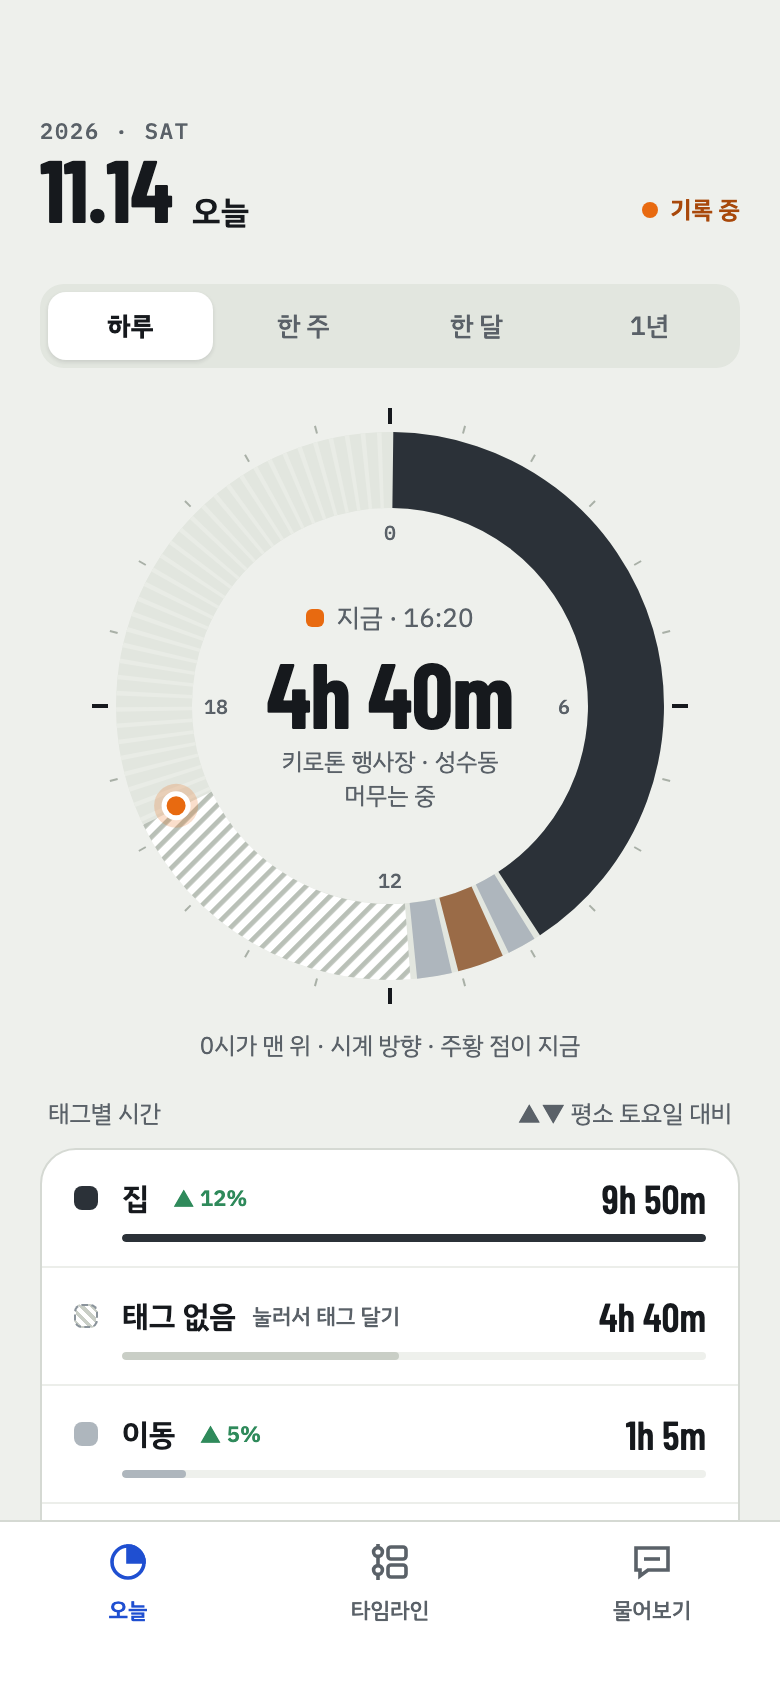 2026 · SAT
11.14 오늘
기록 중
하루 한 주 한 달 1년
0
지금 · 16:20
18 4h 40m 6
키로톤 행사장 · 성수동
머무는 중
12
0시가 맨 위 · 시계 방향 · 주황 점이 지금
태그별 시간 ▲▼ 평소 토요일 대비
집 ▲ 12% 9h 50m
태그 없음 눌러서 태그 달기 4h 40m
이동 ▲ 5% 1h 5m
오늘 타임라인 물어보기